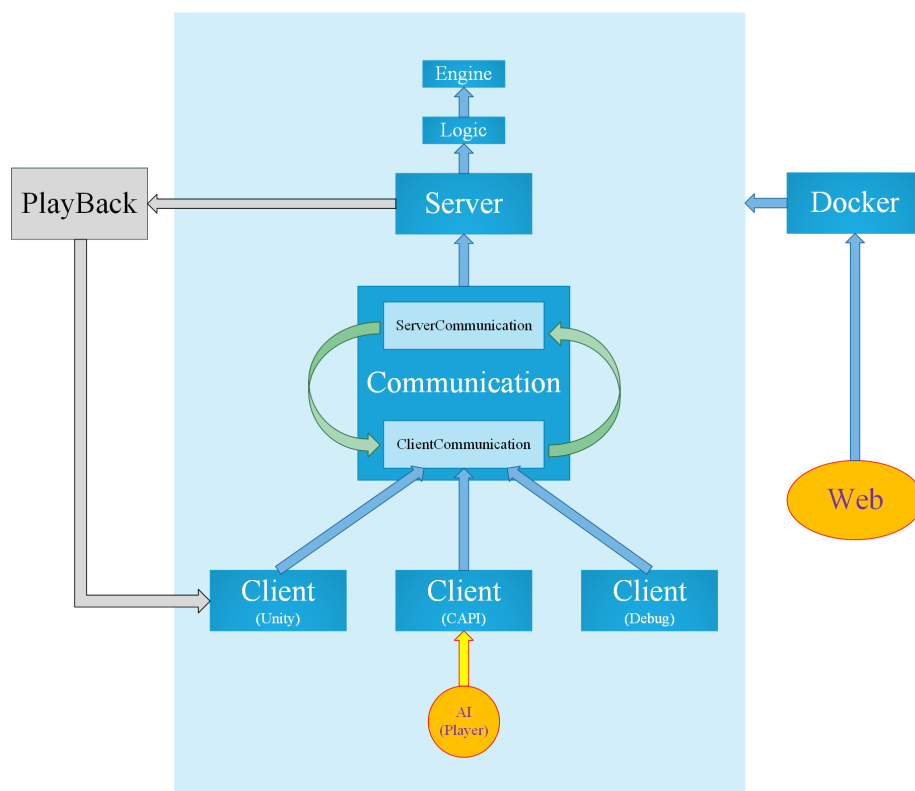 Engine
Logic
PlayBack
Server
Docker
ServerCommunication
Communication
ClientCommunication
Web
Client
(Unity)
Client
(CAPI)
Client
(Debug)
AI
(Player)